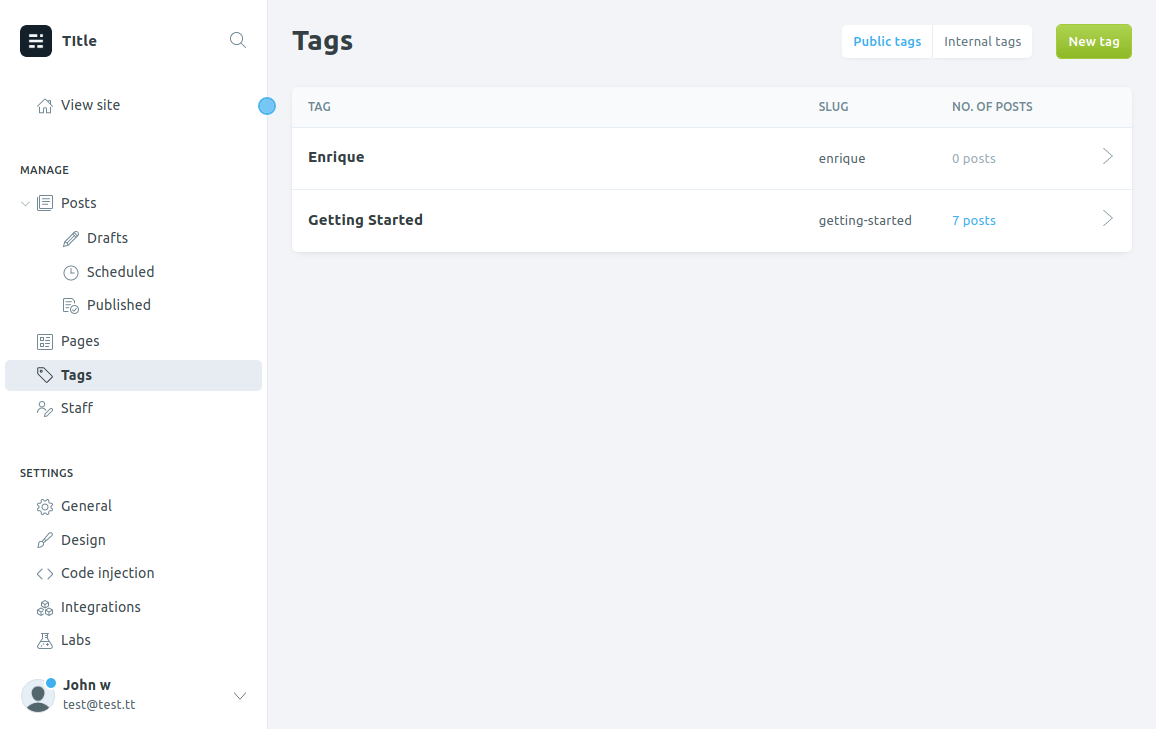 TItle
View site
MANAGE
Posts
Drafts
Scheduled
Published
Pages
Tags
Staff
SETTINGS
General
Design
Code injection
Integrations
Labs
John w
test@test.tt
Tags
Public tags Internal tags New tag
TAG SLUG NO. OF POSTS
Enrique enrique 0 posts
Getting Started getting-started 7 posts